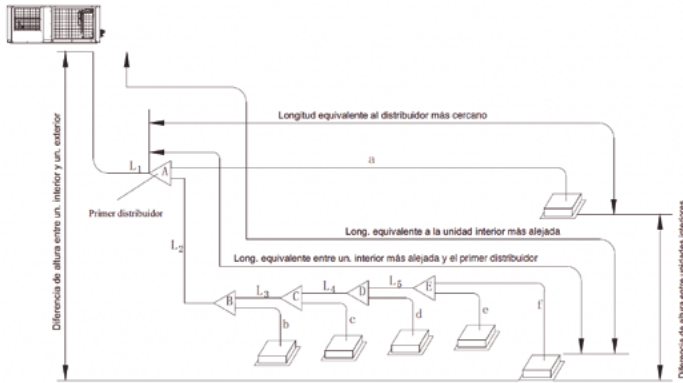 Diferencia de altura entre un. interior y un. exterior
Longitud equivalente al distribuidor más cercano
L1
A
a
Primer distribuidor
Long. equivalente a la unidad interior más alejada
L2
Long. equivalente entre un. interior más alejada y el primer distribuidor
L3
L4
L5
B
C
D
E
f
b
c
d
e
Diferencia de altura entre unidades interiores